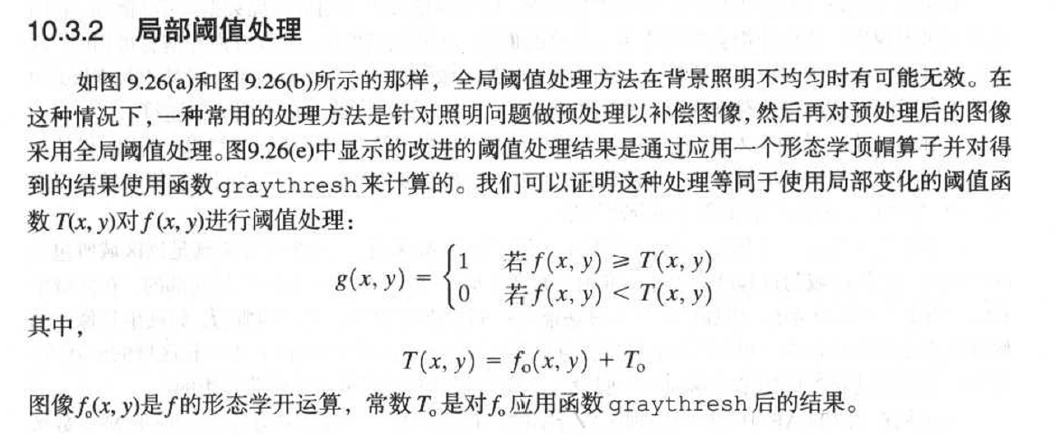 10.3.2 局部阈值处理
如图 9.26(a)和图 9.26(b)所示的那样，全局阈值处理方法在背景照明不均匀时有可能无效。在
这种情况下，一种常用的处理方法是针对照明问题做预处理以补偿图像，然后再对预处理后的图像
采用全局阈值处理。图9.26(e)中显示的改进的阈值处理结果是通过应用一个形态学顶帽算子并对得
到的结果使用函数 graythresh 来计算的。我们可以证明这种处理等同于使用局部变化的阈值函
数 T(x, y)对 f (x, y)进行阈值处理：
g(x, y) = { 1 若 f(x, y) ⩾ T(x, y)
0 若 f(x, y) < T(x, y)
其中，
T(x, y) = fₒ(x, y) + Tₒ
图像 fₒ(x, y)是 f 的形态学开运算，常数 Tₒ 是对 fₒ 应用函数 graythresh 后的结果。